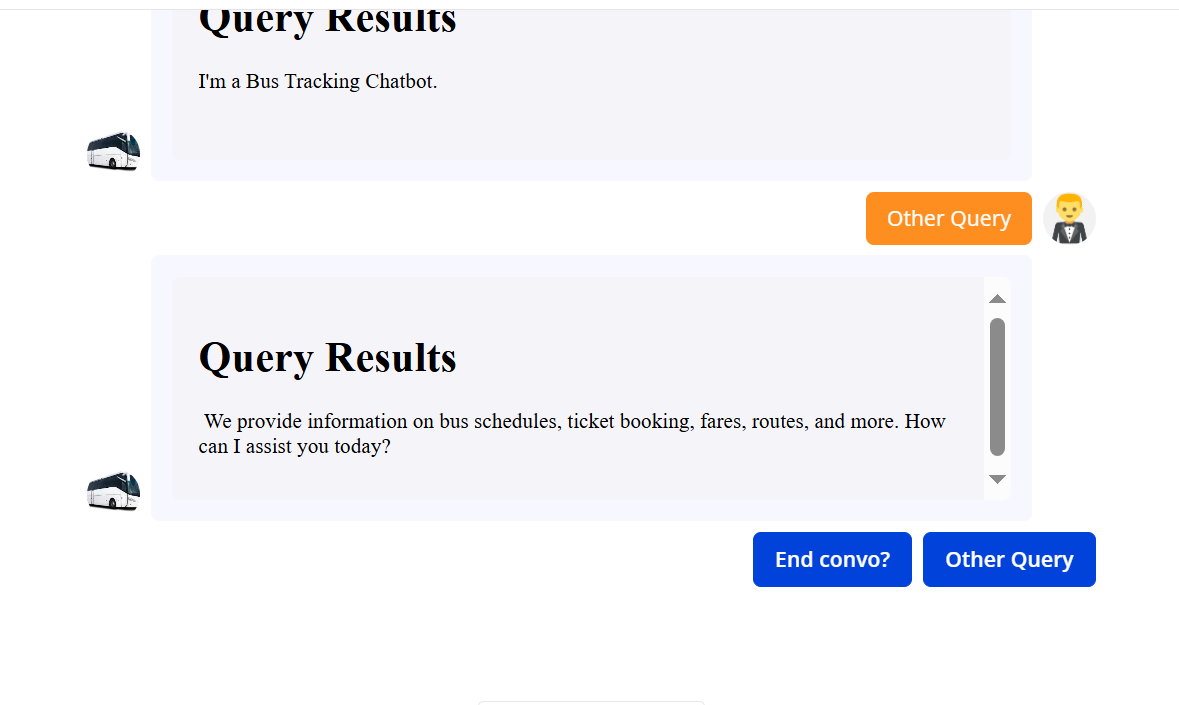 Query Results
I'm a Bus Tracking Chatbot.
Other Query
Query Results
We provide information on bus schedules, ticket booking, fares, routes, and more. How
can I assist you today?
End convo?
Other Query